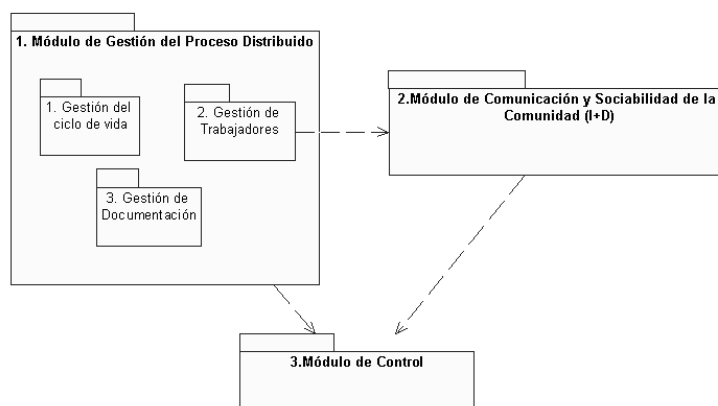 1. Módulo de Gestión del Proceso Distribuido
1. Gestión del
ciclo de vida
2. Gestión de
Trabajadores
3. Gestión de
Documentación
2.Módulo de Comunicación y Sociabilidad de la
Comunidad (I+D)
3.Módulo de Control